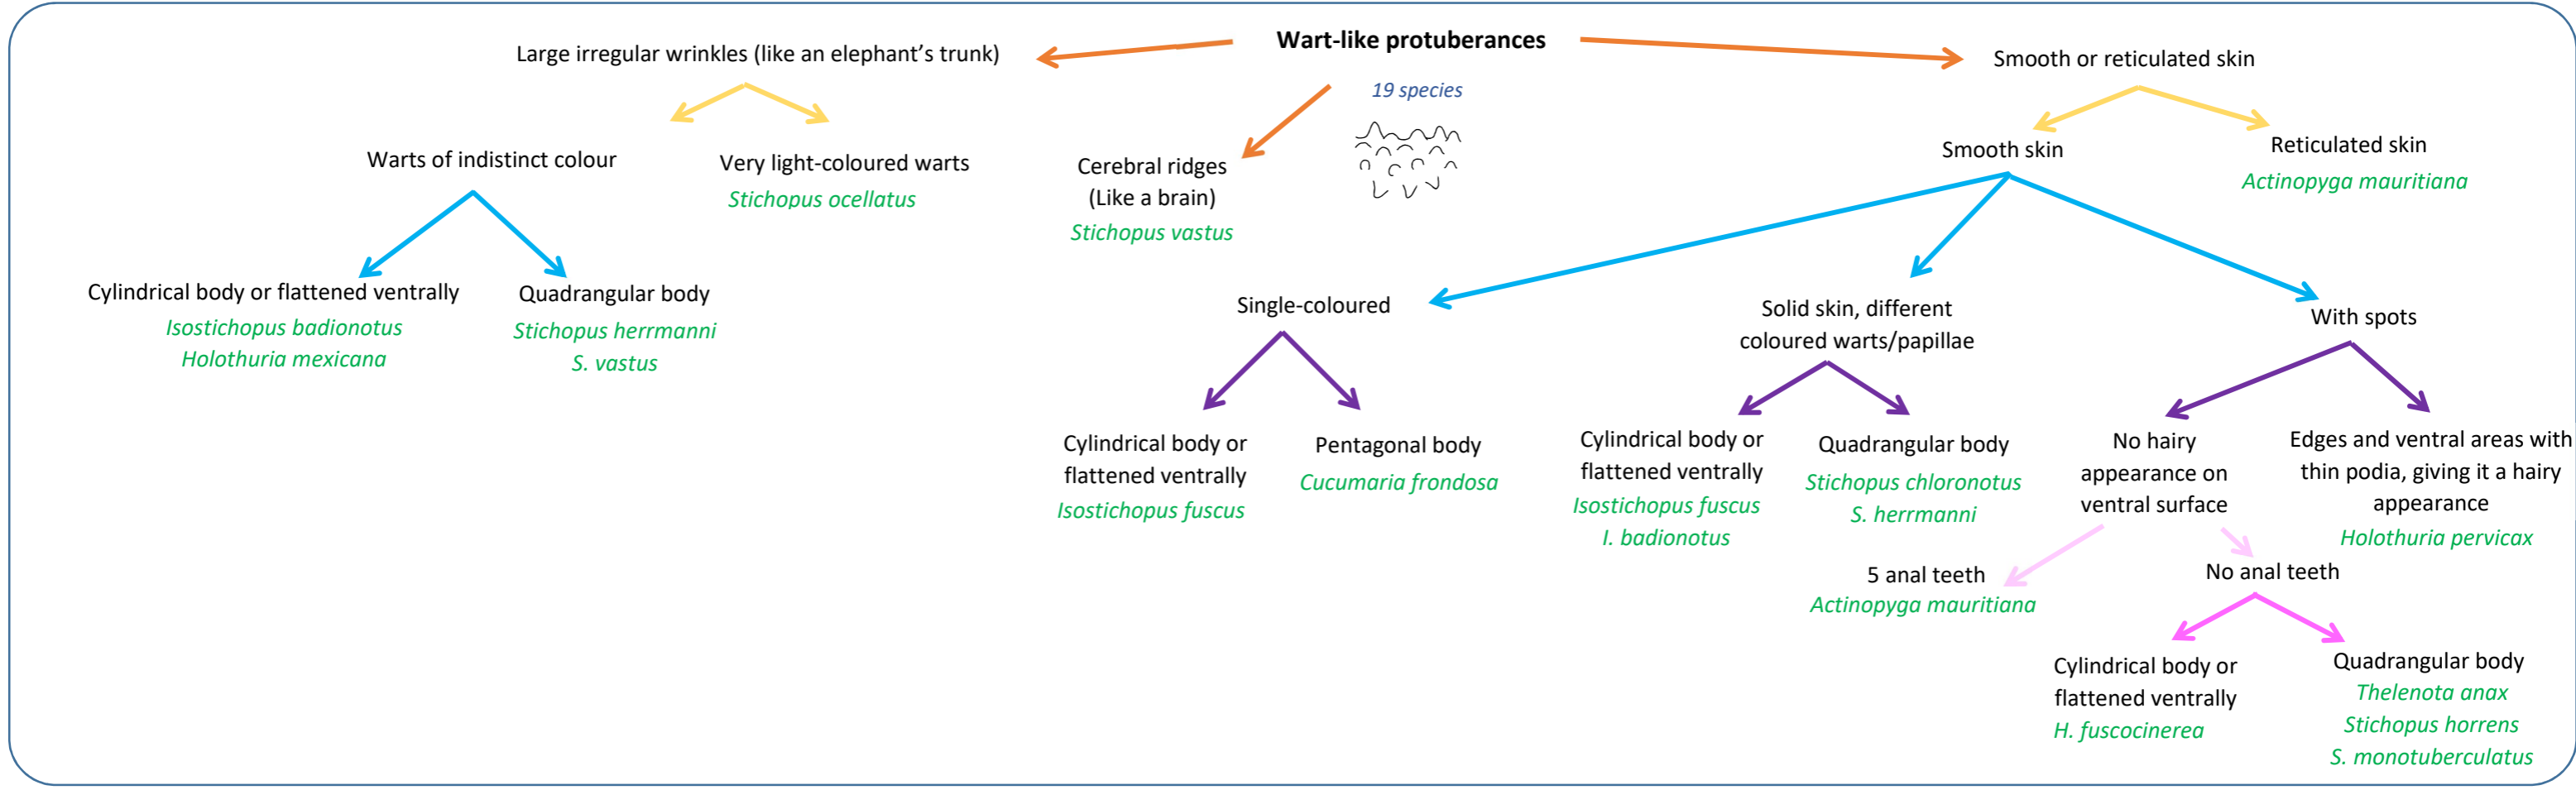 Wart-like protuberances
19 species
Large irregular wrinkles (like an elephant’s trunk)
Warts of indistinct colour
Cylindrical body or flattened ventrally
Isostichopus badionotus
Holothuria mexicana
Quadrangular body
Stichopus herrmanni
S. vastus
Very light-coloured warts
Stichopus ocellatus
Cerebral ridges
(Like a brain)
Stichopus vastus
Smooth or reticulated skin
Smooth skin
Single-coloured
Cylindrical body or
flattened ventrally
Isostichopus fuscus
Pentagonal body
Cucumaria frondosa
Solid skin, different
coloured warts/papillae
Cylindrical body or
flattened ventrally
Isostichopus fuscus
I. badionotus
Quadrangular body
Stichopus chloronotus
S. herrmanni
With spots
No hairy
appearance on
ventral surface
5 anal teeth
Actinopyga mauritiana
No anal teeth
Cylindrical body or
flattened ventrally
H. fuscocinerea
Quadrangular body
Thelenota anax
Stichopus horrens
S. monotuberculatus
Edges and ventral areas with
thin podia, giving it a hairy
appearance
Holothuria pervicax
Reticulated skin
Actinopyga mauritiana